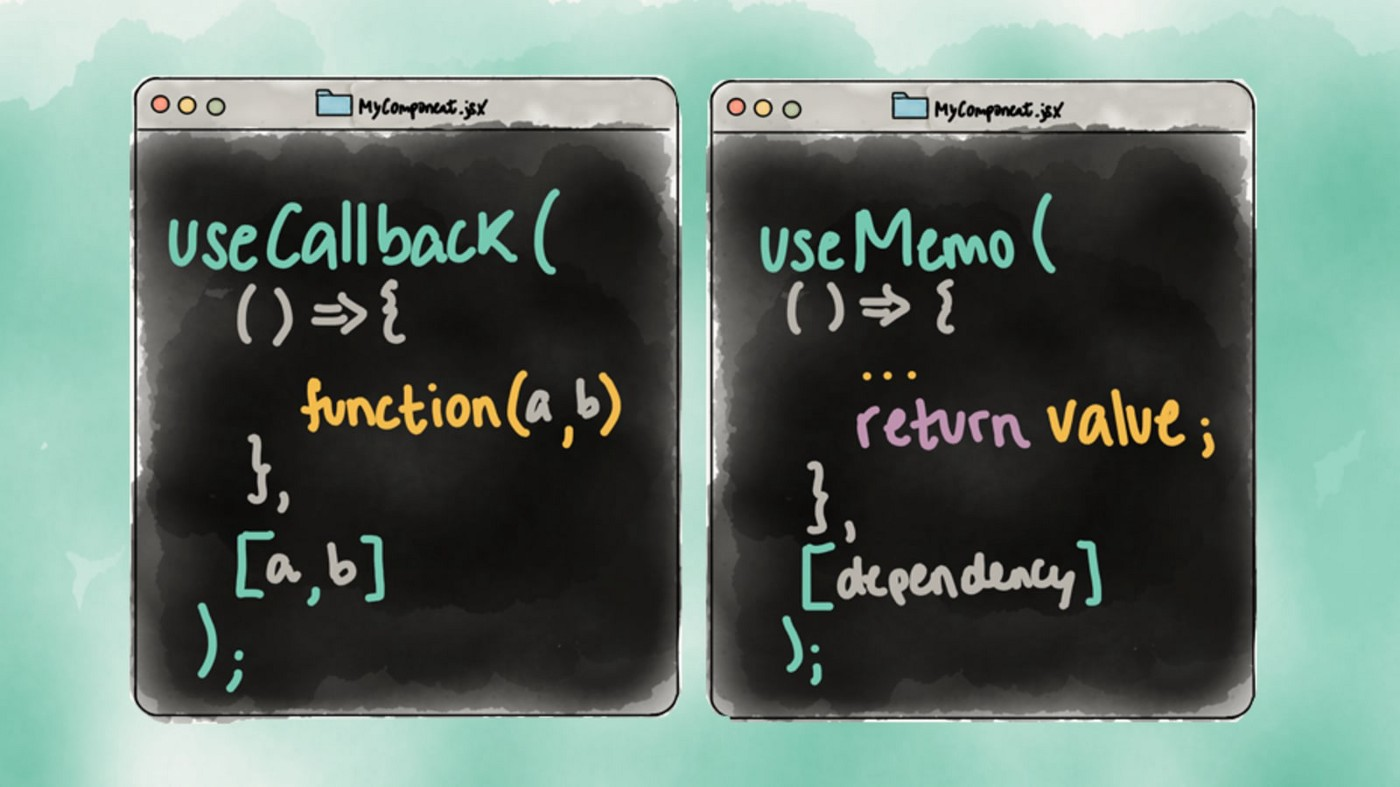 MyComponent.jsx
useCallback (
() => {
function(a, b)
},
[a, b]
);
MyComponent.jsx
useMemo (
() => {
...
return value;
},
[dependency]
);